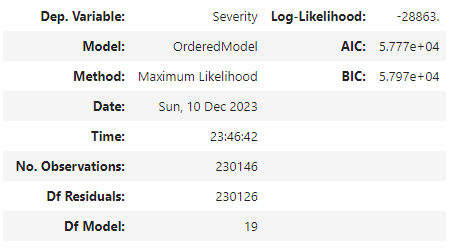 Dep. Variable: Severity Log-Likelihood: -28863.
Model: OrderedModel AIC: 5.777e+04
Method: Maximum Likelihood BIC: 5.797e+04
Date: Sun, 10 Dec 2023
Time: 23:46:42
No. Observations: 230146
Df Residuals: 230126
Df Model: 19